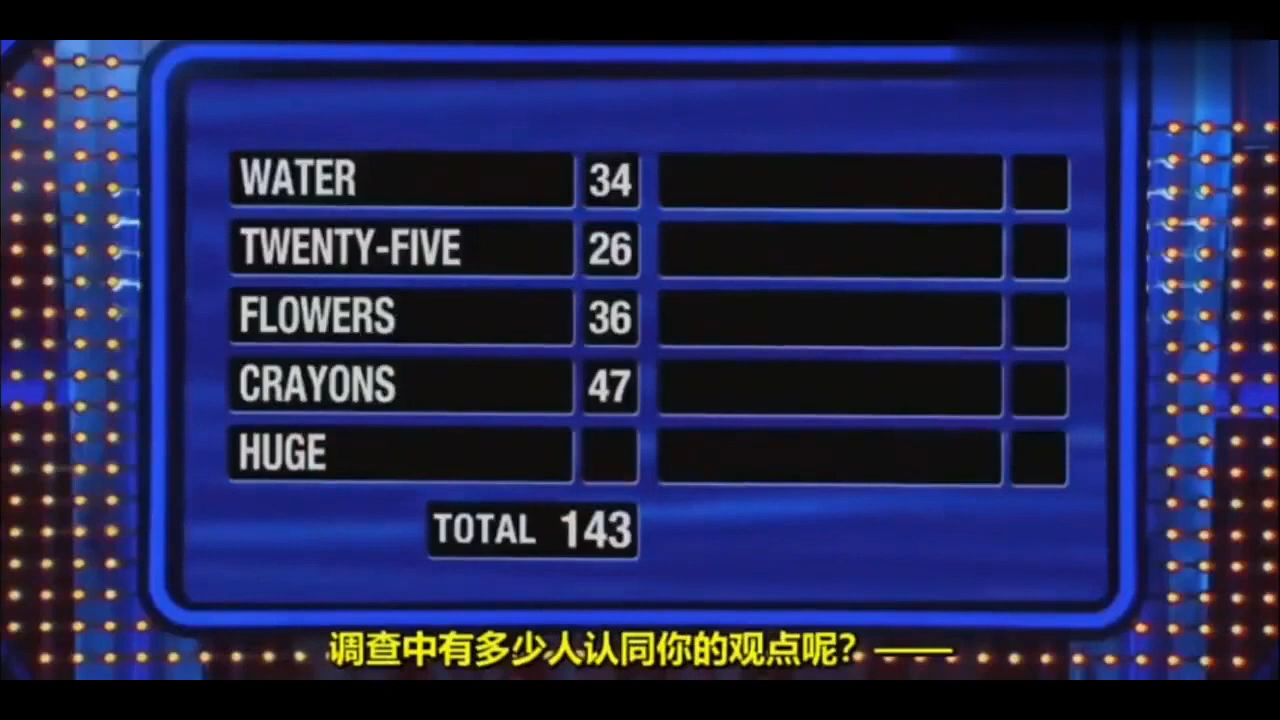 WATER 34
TWENTY-FIVE 26
FLOWERS 36
CRAYONS 47
HUGE
TOTAL 143
调查中有多少人认同你的观点呢？——